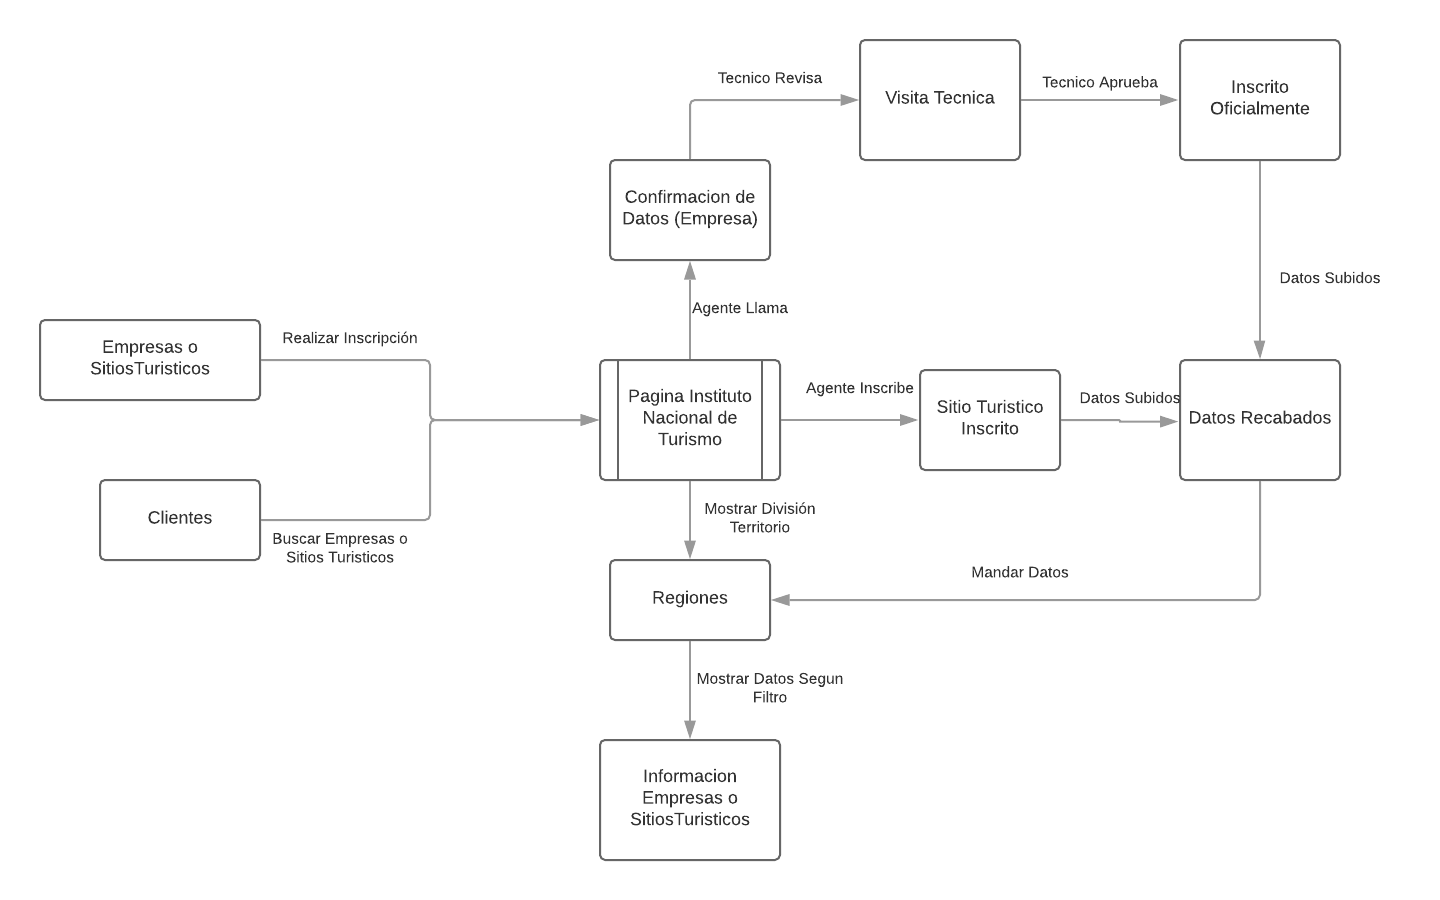 Tecnico Revisa
Visita Tecnica
Tecnico Aprueba
Inscrito
Oficialmente
Confirmacion de
Datos (Empresa)
Agente Llama
Datos Subidos
Empresas o
SitiosTuristicos
Realizar Inscripción
Pagina Instituto
Nacional de
Turismo
Agente Inscribe
Sitio Turistico
Inscrito
Datos Subidos
Datos Recabados
Clientes
Buscar Empresas o
Sitios Turisticos
Mostrar División
Territorio
Regiones
Mandar Datos
Mostrar Datos Segun
Filtro
Informacion
Empresas o
SitiosTuristicos